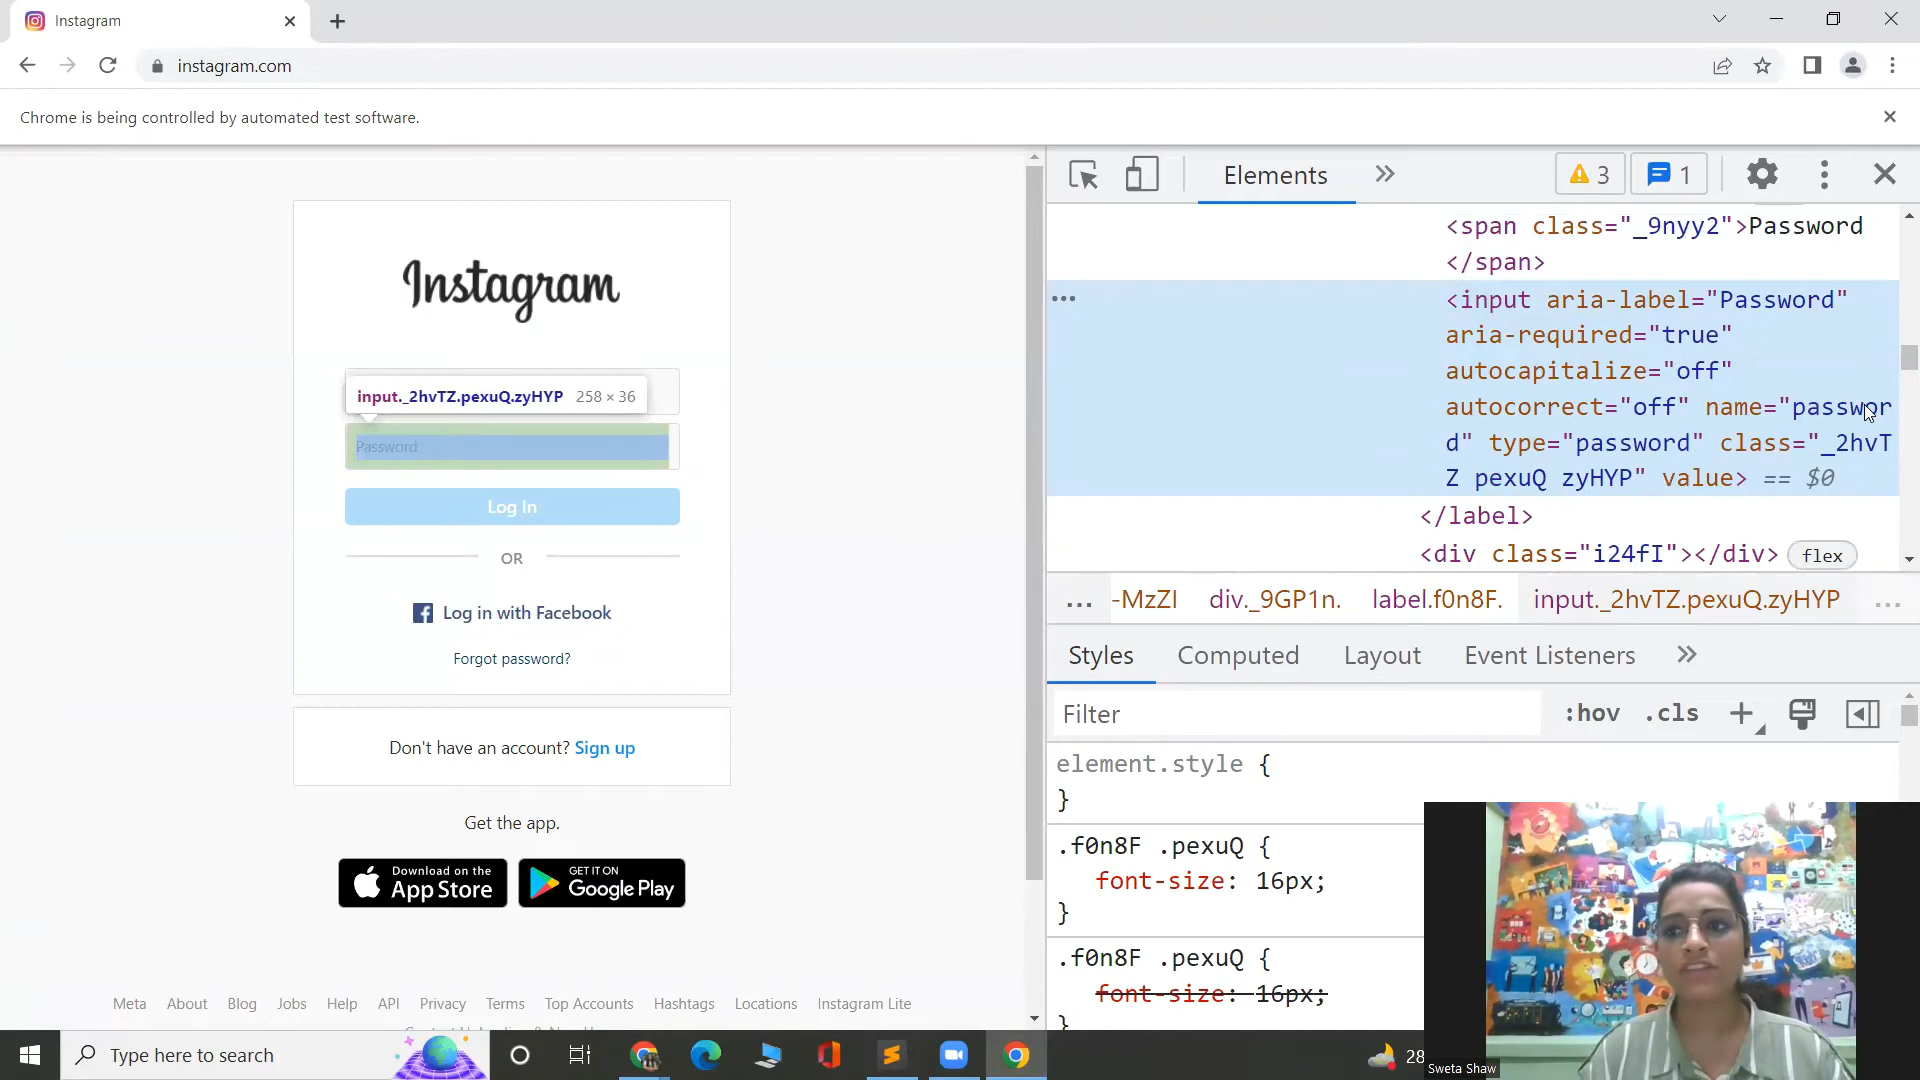 Instagram
instagram.com
Chrome is being controlled by automated test software.
Instagram
input._2hvTZ.pexuQ.zyHYP 258 × 36
Password
Log In
OR
Log in with Facebook
Forgot password?
Don't have an account? Sign up
Get the app.
Download on the
App Store
GET IT ON
Google Play
Meta About Blog Jobs Help API Privacy Terms Top Accounts Hashtags Locations Instagram Lite
Elements
3
1
<span class="_9nyy2">Password
</span>
<input aria-label="Password"
aria-required="true"
autocapitalize="off"
autocorrect="off" name="passwor
d" type="password" class="_2hvT
Z pexuQ zyHYP" value> == $0
</label>
<div class="i24fI"></div> flex
... -MzZI div._9GP1n. label.f0n8F. input._2hvTZ.pexuQ.zyHYP ...
Styles Computed Layout Event Listeners
Filter
:hov .cls
element.style {
}
.f0n8F .pexuQ {
font-size: 16px;
}
.f0n8F .pexuQ {
font-size: 16px;
}
Type here to search
28
Sweta Shaw